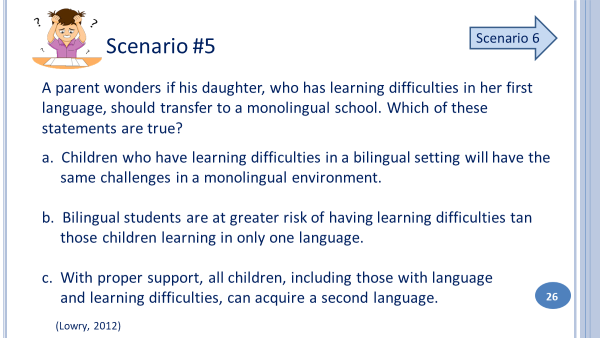 ? ?
Scenario #5
Scenario 6
A parent wonders if his daughter, who has learning difficulties in her first
language, should transfer to a monolingual school. Which of these
statements are true?
a. Children who have learning difficulties in a bilingual setting will have the
same challenges in a monolingual environment.
b. Bilingual students are at greater risk of having learning difficulties tan
those children learning in only one language.
c. With proper support, all children, including those with language
and learning difficulties, can acquire a second language.
26
(Lowry, 2012)